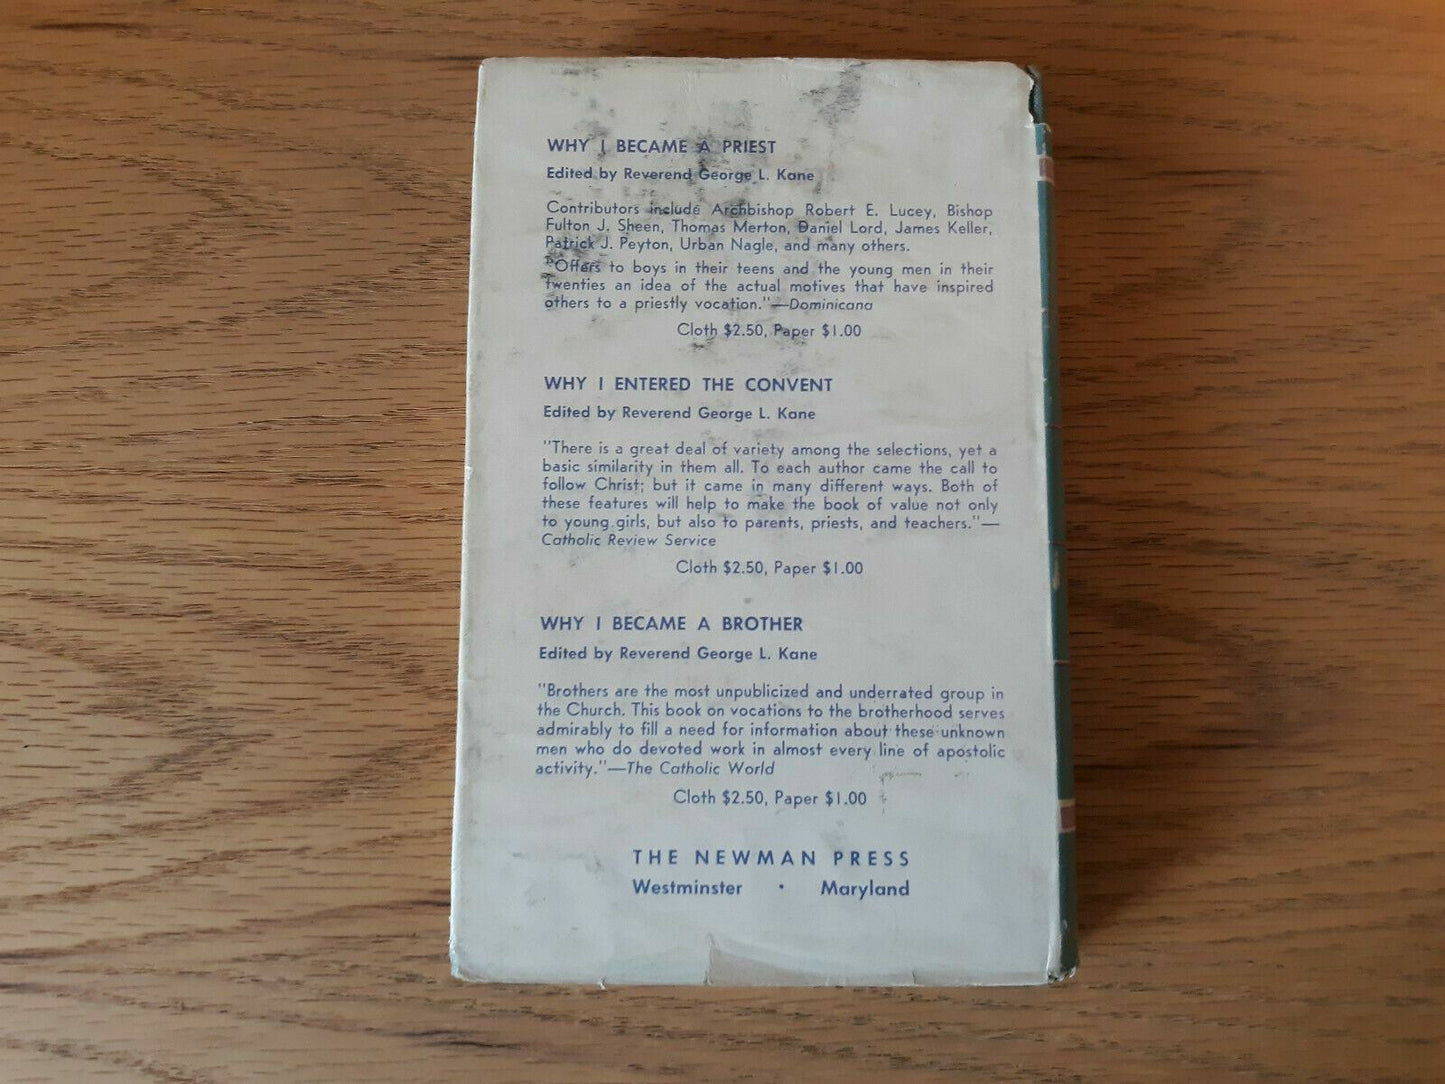 WHY I BECAME A PRIEST
Edited by Reverend George L. Kane
Contributors include Archbishop Robert E. Lucey, Bishop
Fulton J. Sheen, Thomas Merton, Daniel Lord, James Keller,
Patrick J. Peyton, Urban Nagle, and many others.
"Offers to boys in their teens and the young men in their
twenties an idea of the actual motives that have inspired
others to a priestly vocation."—Dominicana
Cloth $2.50, Paper $1.00
WHY I ENTERED THE CONVENT
Edited by Reverend George L. Kane
"There is a great deal of variety among the selections, yet a
basic similarity in them all. To each author came the call to
follow Christ; but it came in many different ways. Both of
these features will help to make the book of value not only
to young girls, but also to parents, priests, and teachers."—
Catholic Review Service
Cloth $2.50, Paper $1.00
WHY I BECAME A BROTHER
Edited by Reverend George L. Kane
"Brothers are the most unpublicized and underrated group in
the Church. This book on vocations to the brotherhood serves
admirably to fill a need for information about these unknown
men who do devoted work in almost every line of apostolic
activity."—The Catholic World
Cloth $2.50, Paper $1.00
THE NEWMAN PRESS
Westminster • Maryland